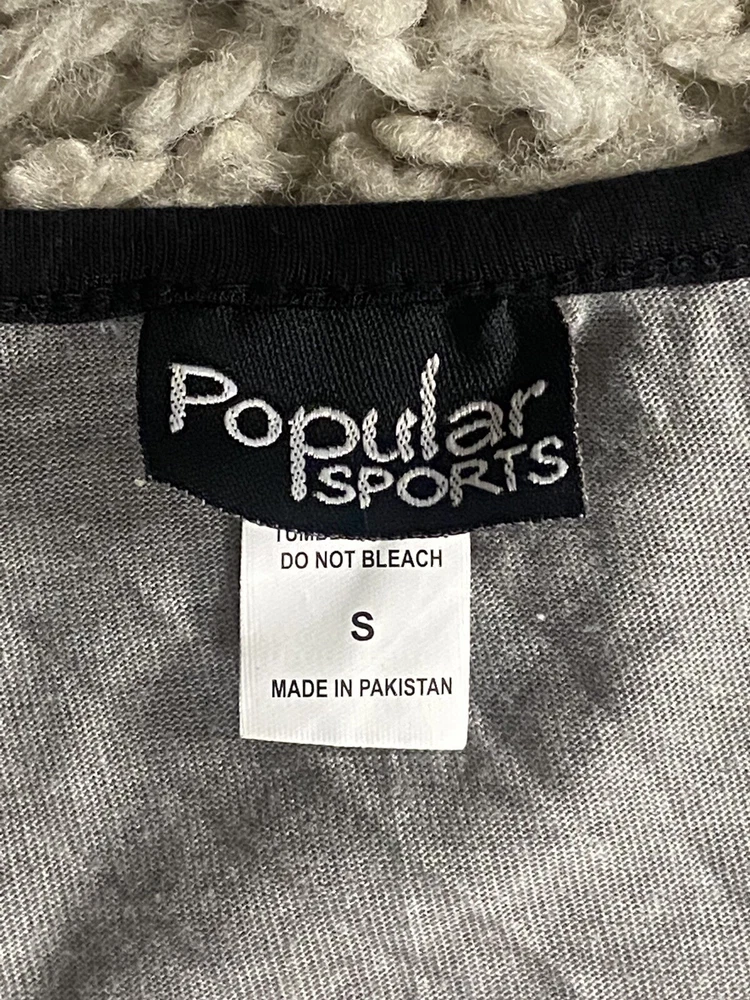 Popular
SPORTS
DO NOT BLEACH
S
MADE IN PAKISTAN